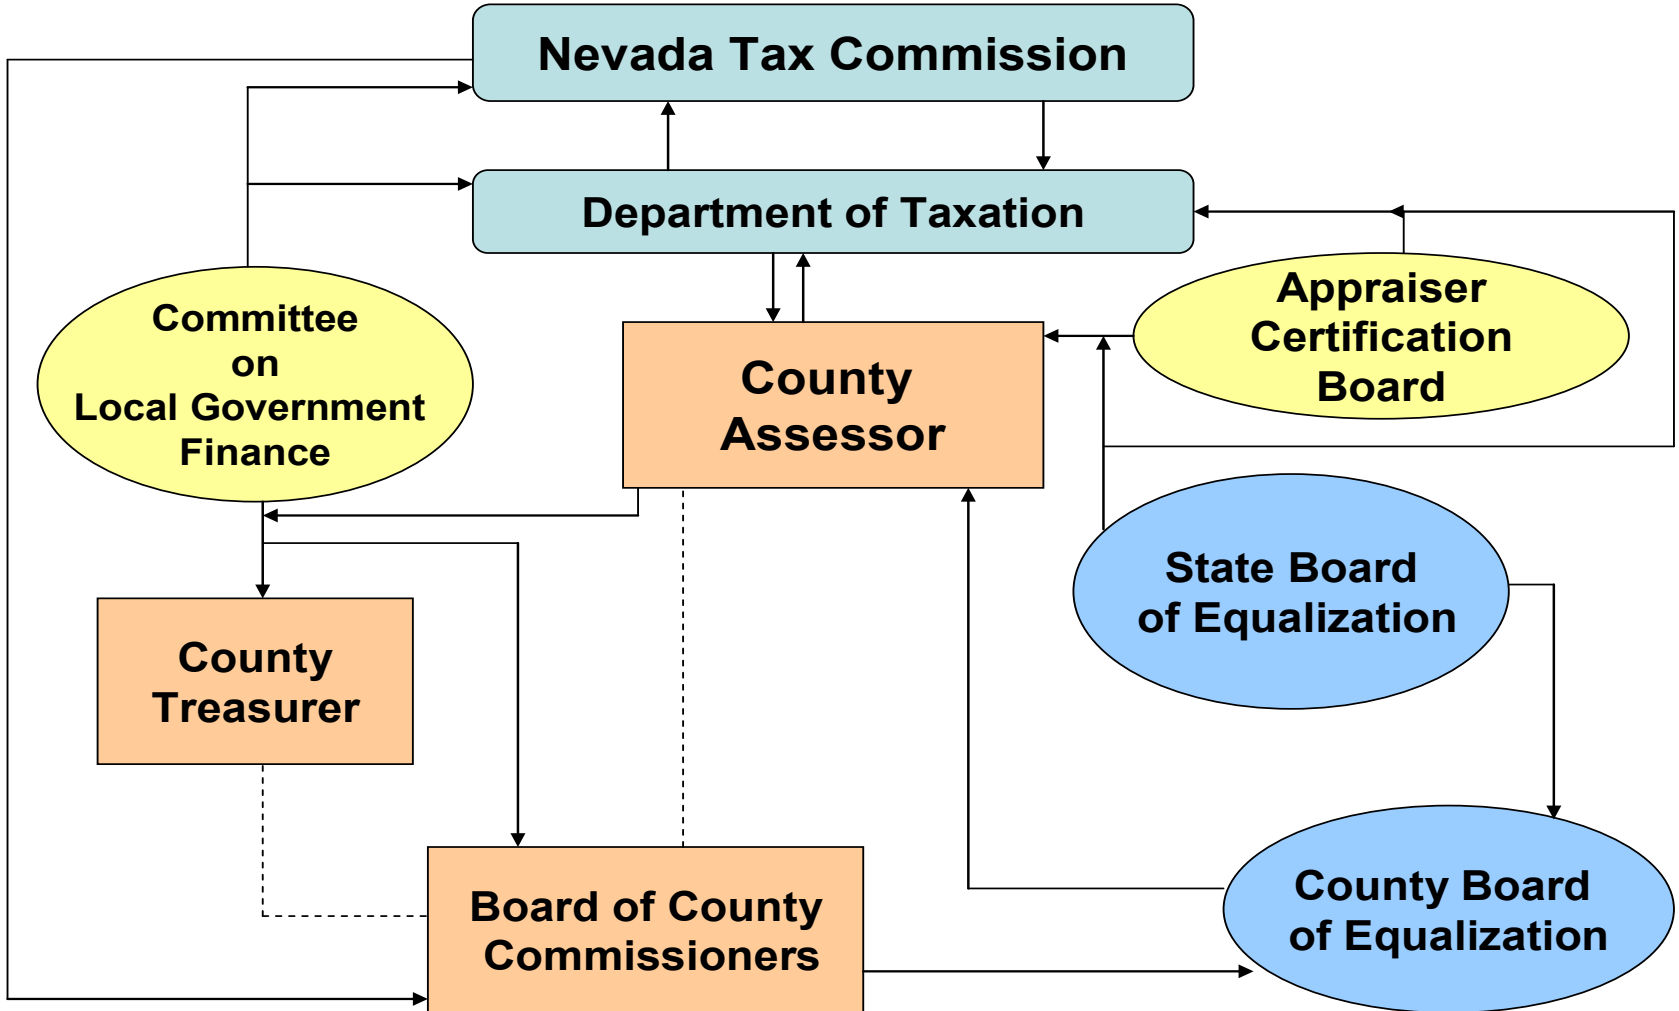 Nevada Tax Commission
Department of Taxation
Committee
on
Local Government
Finance
Appraiser
Certification
Board
County
Assessor
State Board
of Equalization
County
Treasurer
Board of County
Commissioners
County Board
of Equalization